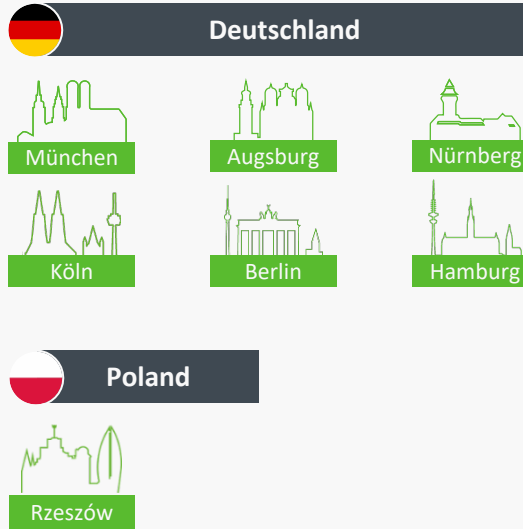 Deutschland
München
Augsburg
Nürnberg
Köln
Berlin
Hamburg
Poland
Rzeszów